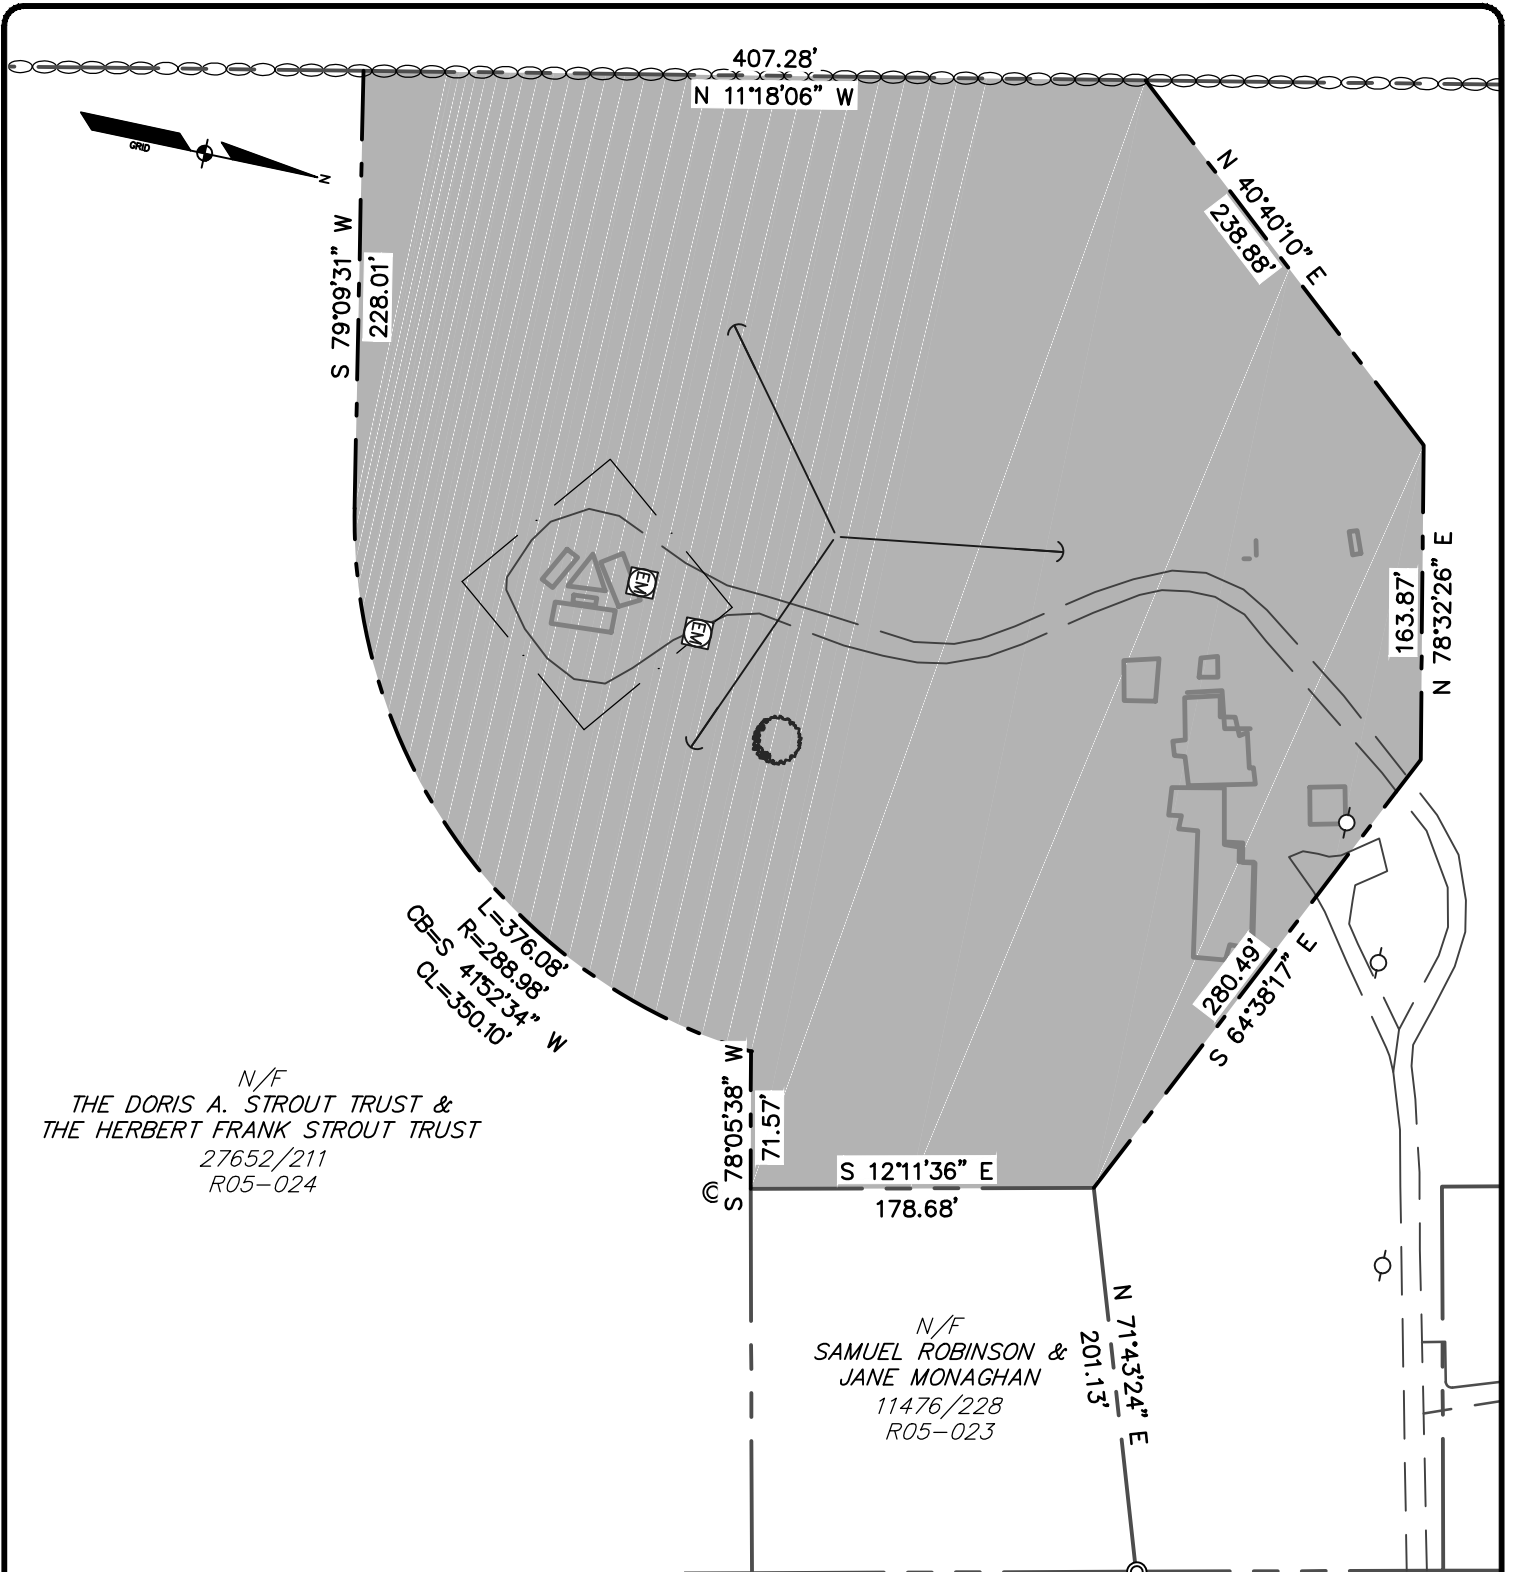 407.28'
N 11°18'06" W
GRID
N
N 40°40'10" E
238.88'
S 79°09'31" W
228.01'
EM
EM
163.87'
N 78°32'26" E
L=376.08'
R=288.98'
CB=S 41°52'34" W
CL=350.10'
280.49'
S 64°38'17" E
N/F
THE DORIS A. STROUT TRUST &
THE HERBERT FRANK STROUT TRUST
27652/211
R05-024
S 78°05'38" W
71.57'
S 12°11'36" E
178.68'
N/F
SAMUEL ROBINSON &
JANE MONAGHAN
11476/228
R05-023
N 71°43'24" E
201.13'